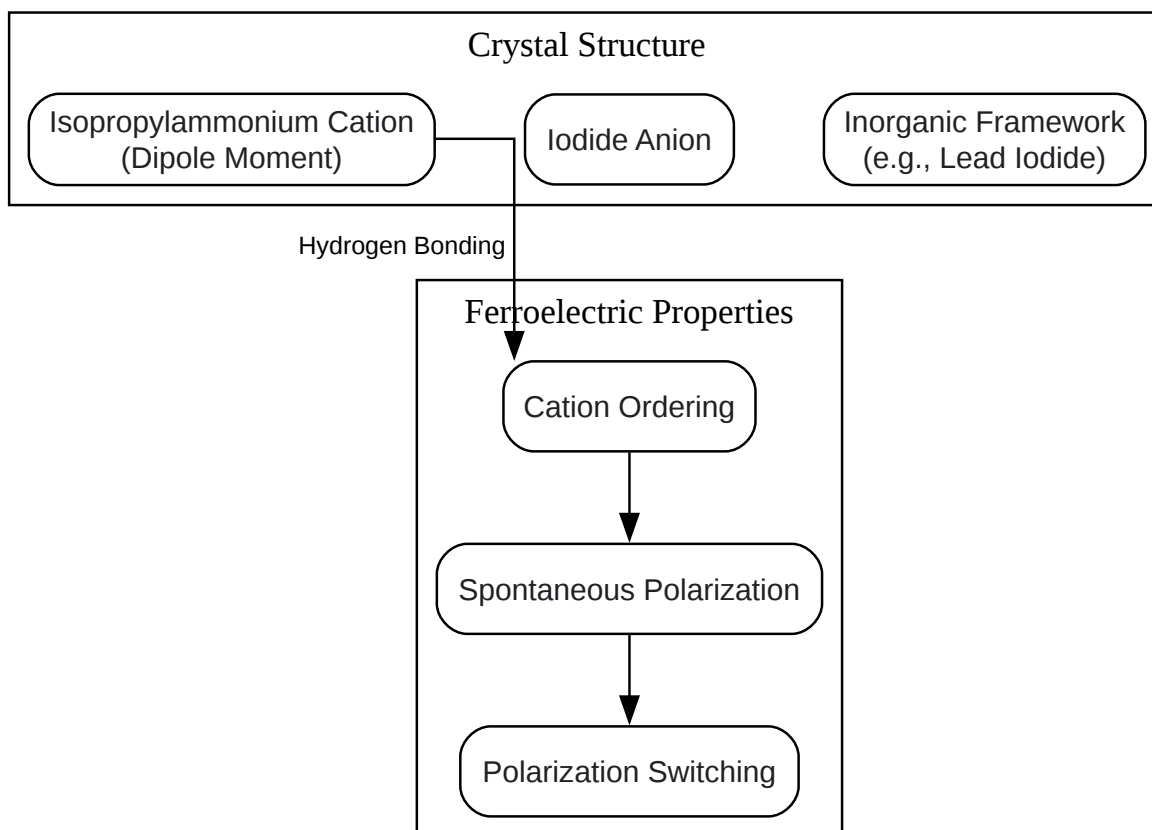 Crystal Structure
Isopropylammonium Cation
(Dipole Moment)
Iodide Anion
Inorganic Framework
(e.g., Lead Iodide)
Hydrogen Bonding
Ferroelectric Properties
Cation Ordering
Spontaneous Polarization
Polarization Switching